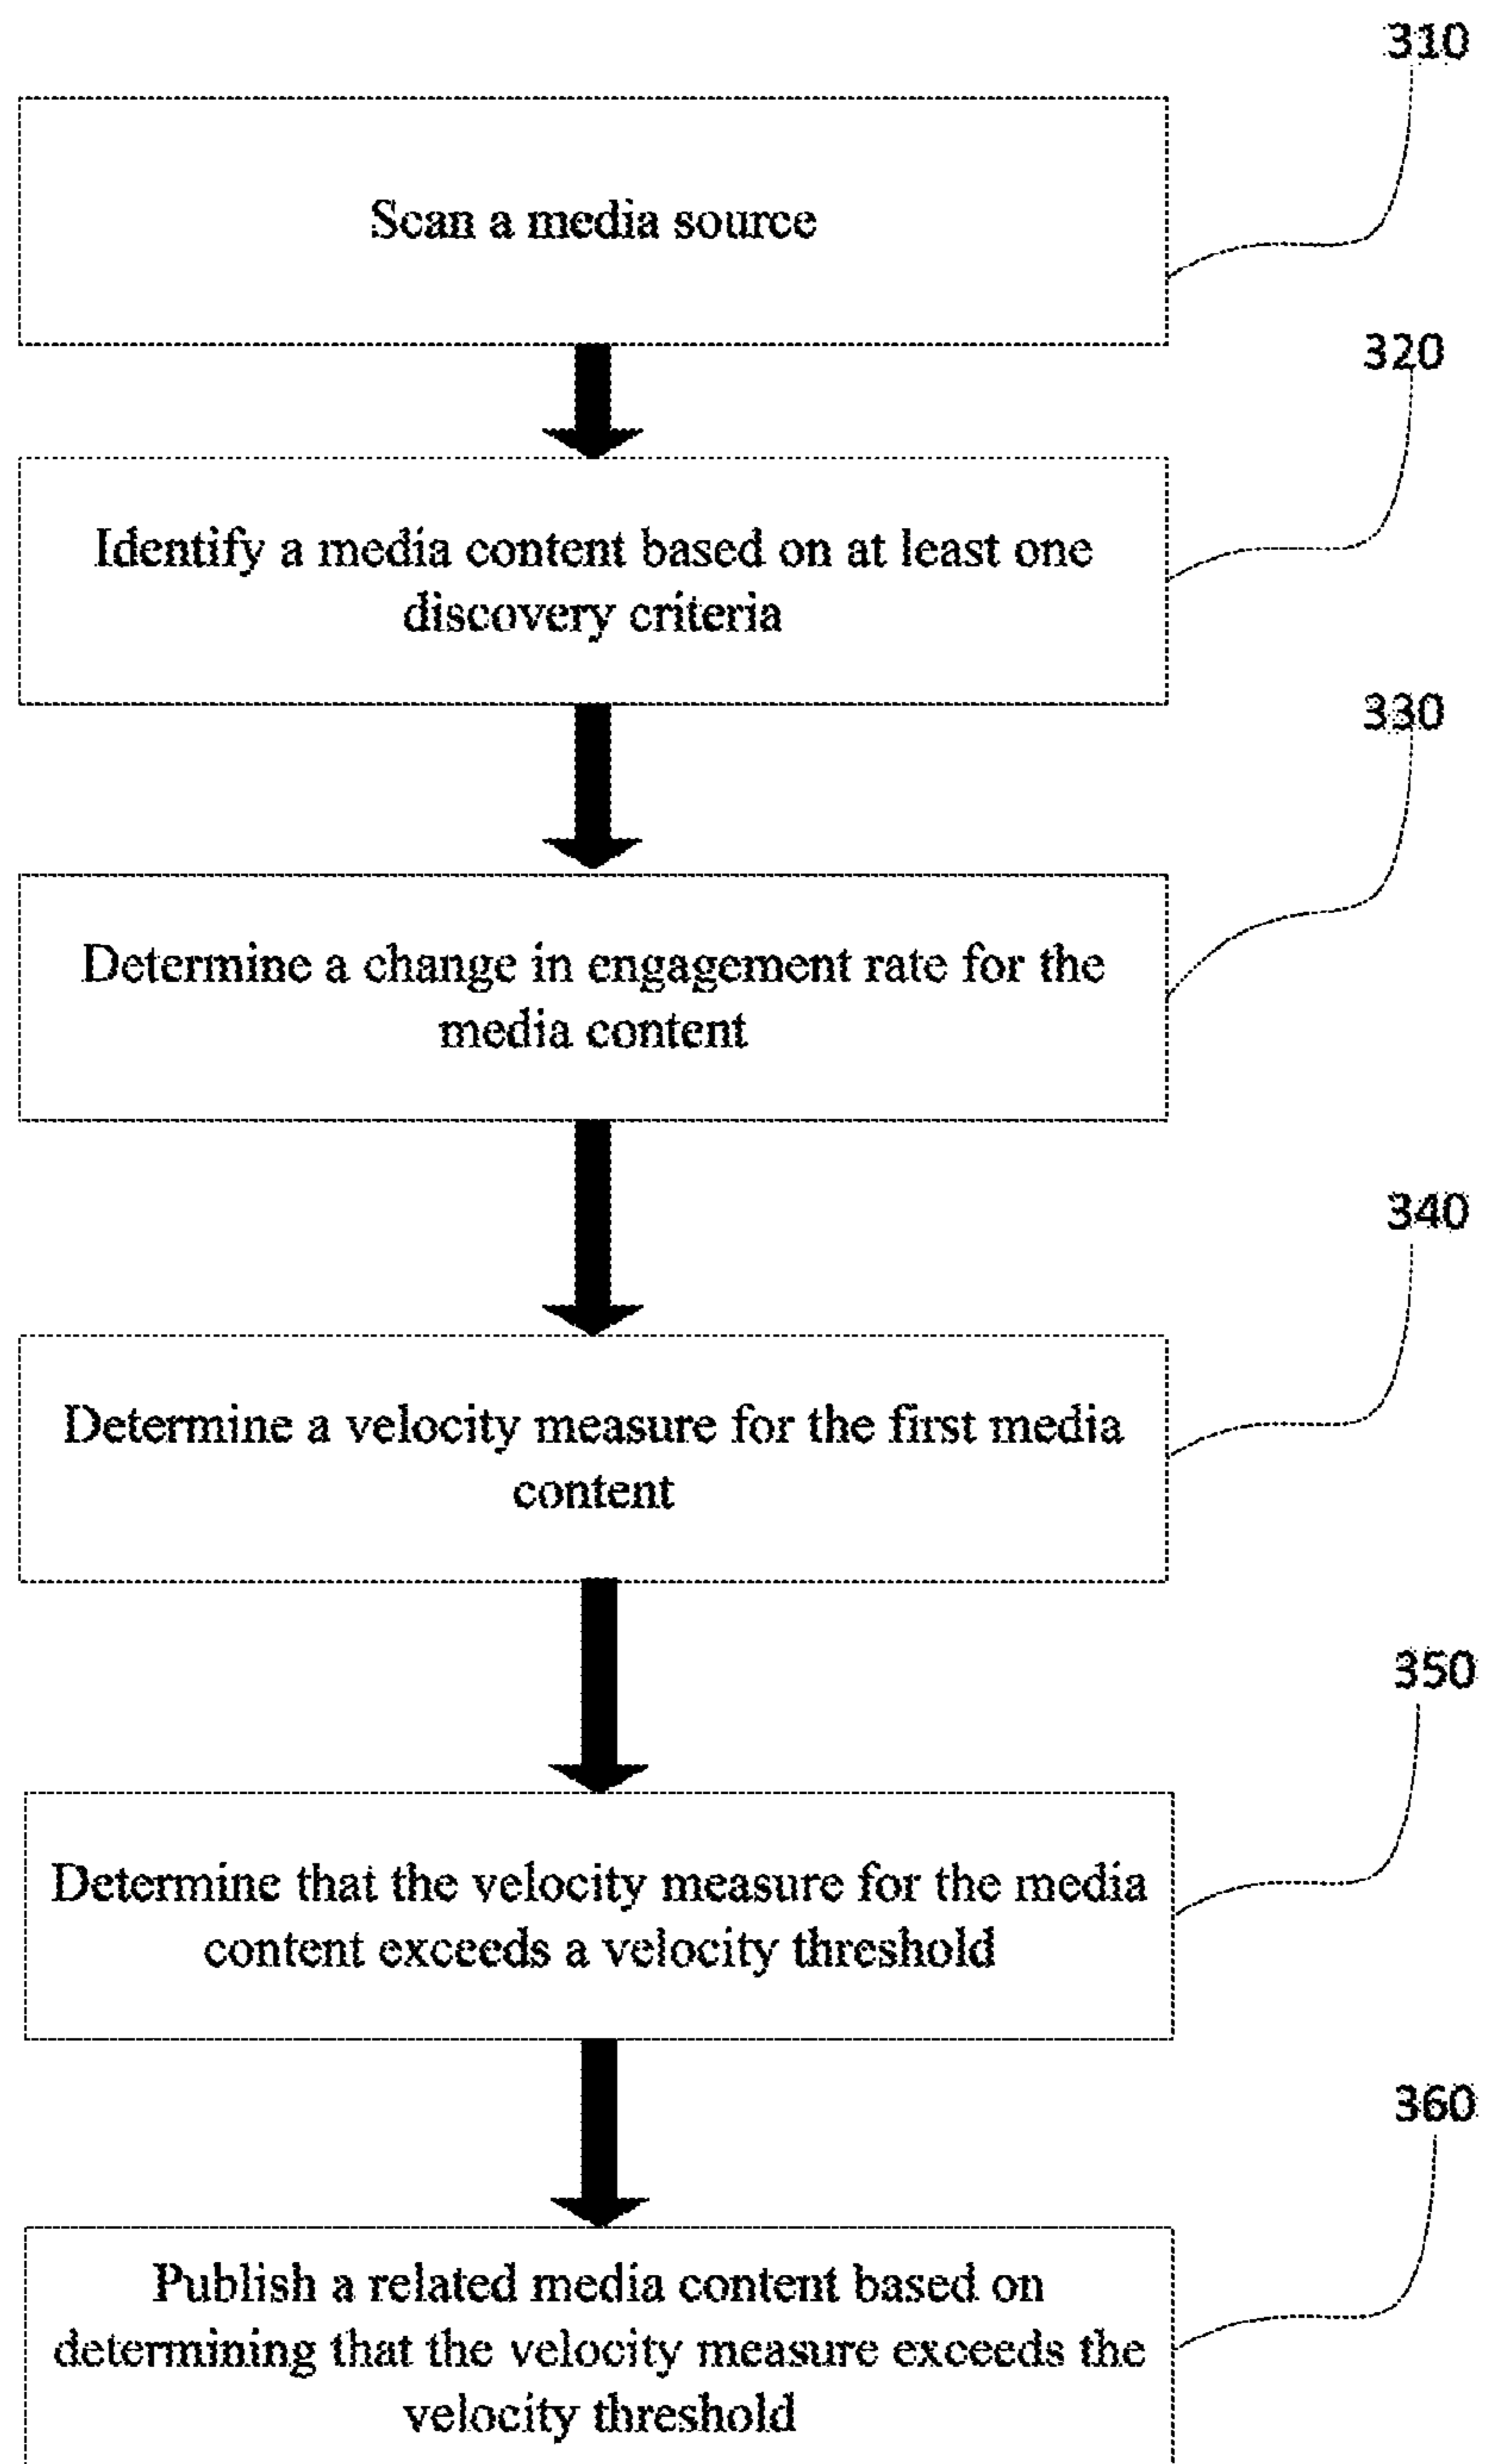 310
Scan a media source
320
Identify a media content based on at least one
discovery criteria
330
Determine a change in engagement rate for the
media content
340
Determine a velocity measure for the first media
content
350
Determine that the velocity measure for the media
content exceeds a velocity threshold
360
Publish a related media content based on
determining that the velocity measure exceeds the
velocity threshold